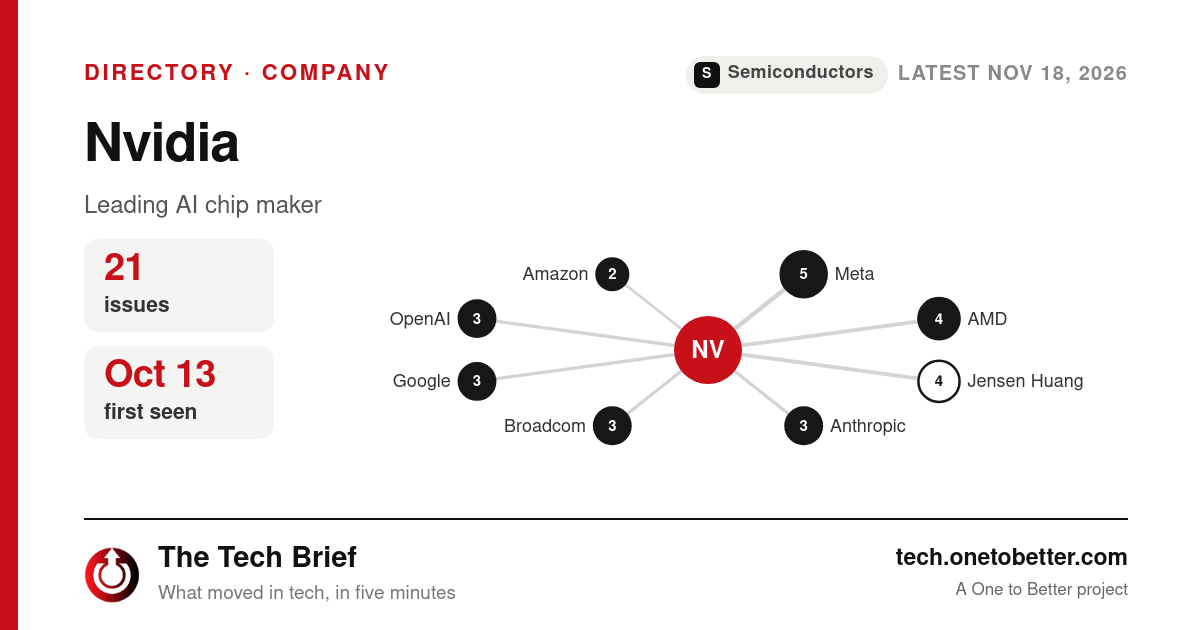 DIRECTORY · COMPANY
S Semiconductors LATEST NOV 18, 2026
Nvidia
Leading AI chip maker
21
issues
Oct 13
first seen
Amazon 2
5 Meta
OpenAI 3
4 AMD
NV
Google 3
4 Jensen Huang
Broadcom 3
3 Anthropic
The Tech Brief
What moved in tech, in five minutes
tech.onetobetter.com
A One to Better project